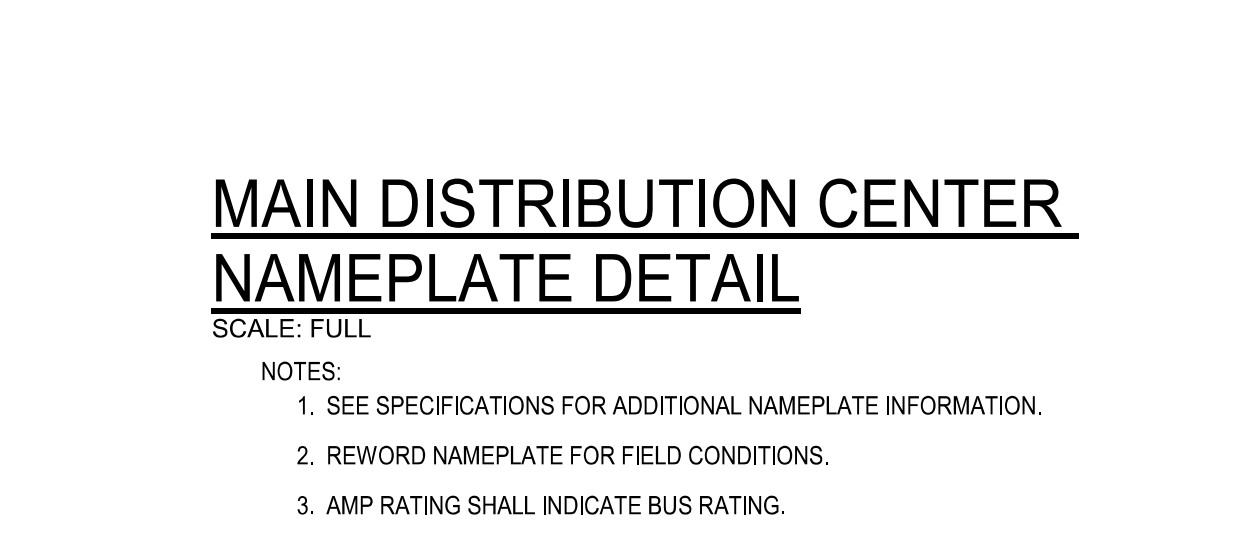 MAIN DISTRIBUTION CENTER
NAMEPLATE DETAIL
SCALE: FULL
NOTES:
1. SEE SPECIFICATIONS FOR ADDITIONAL NAMEPLATE INFORMATION.
2. REWORD NAMEPLATE FOR FIELD CONDITIONS.
3. AMP RATING SHALL INDICATE BUS RATING.